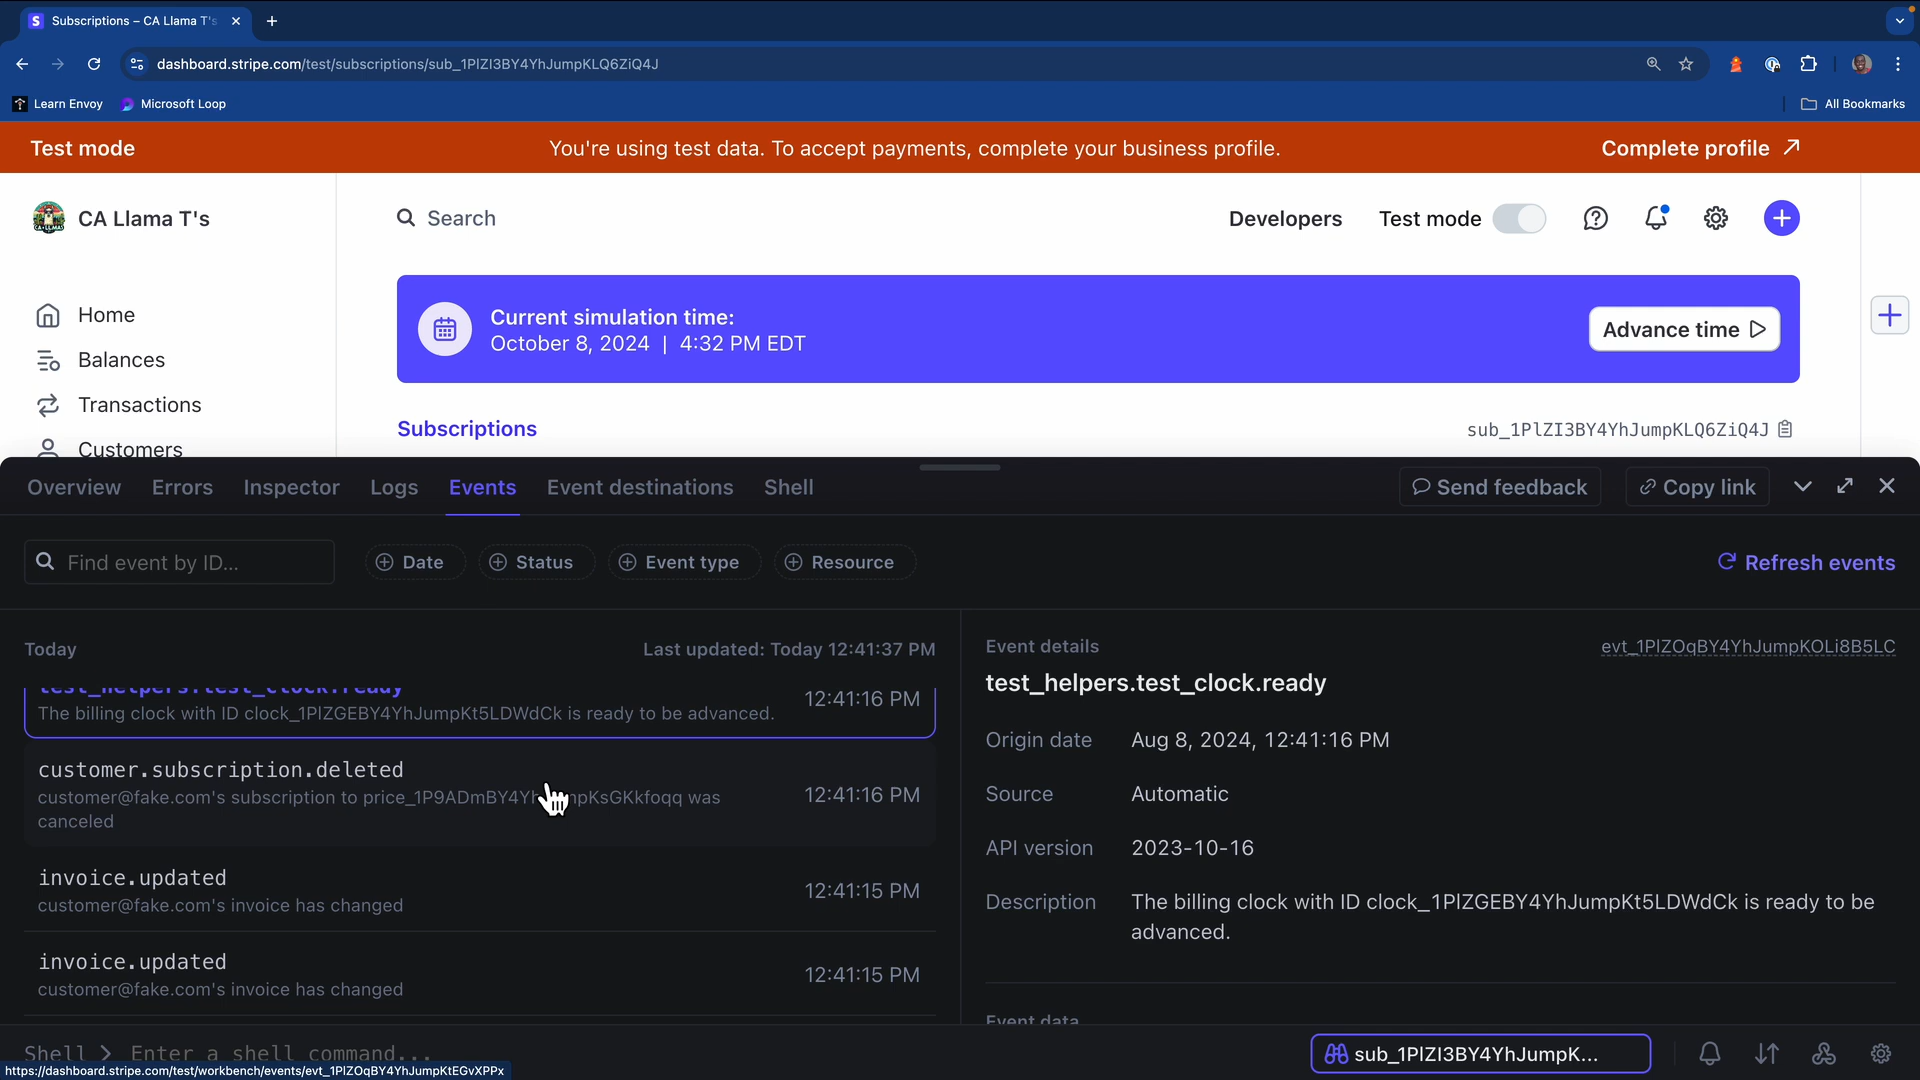 Subscriptions – CA Llama T's
dashboard.stripe.com/test/subscriptions/sub_1PlZI3BY4YhJumpKLQ6ZiQ4J
Learn Envoy
Microsoft Loop
All Bookmarks
Test mode
You're using test data. To accept payments, complete your business profile.
Complete profile
CA Llama T's
Search
Developers
Test mode
Home
Balances
Transactions
Customers
Current simulation time:
October 8, 2024 | 4:32 PM EDT
Advance time
Subscriptions
sub_1PlZI3BY4YhJumpKLQ6ZiQ4J
Overview
Errors
Inspector
Logs
Events
Event destinations
Shell
Send feedback
Copy link
Find event by ID...
Date
Status
Event type
Resource
Refresh events
Today
Last updated: Today 12:41:37 PM
test_helpers.test_clock.ready
12:41:16 PM
The billing clock with ID clock_1PlZGEBY4YhJumpKt5LDWdCk is ready to be advanced.
customer.subscription.deleted
customer@fake.com's subscription to was
canceled
12:41:16 PM
invoice.updated
customer@fake.com's invoice has changed
12:41:15 PM
invoice.updated
customer@fake.com's invoice has changed
12:41:15 PM
Event details
evt_1PlZOqBY4YhJumpKOLi8B5LC
test_helpers.test_clock.ready
Origin date
Aug 8, 2024, 12:41:16 PM
Source
Automatic
API version
2023-10-16
Description
The billing clock with ID clock_1PlZGEBY4YhJumpKt5LDWdCk is ready to be
advanced.
Event data
Shell > Enter a shell command...
sub_1PlZI3BY4YhJumpK...
https://dashboard.stripe.com/test/workbench/events/evt_1PlZOqBY4YhJumpKtEGvXPPx